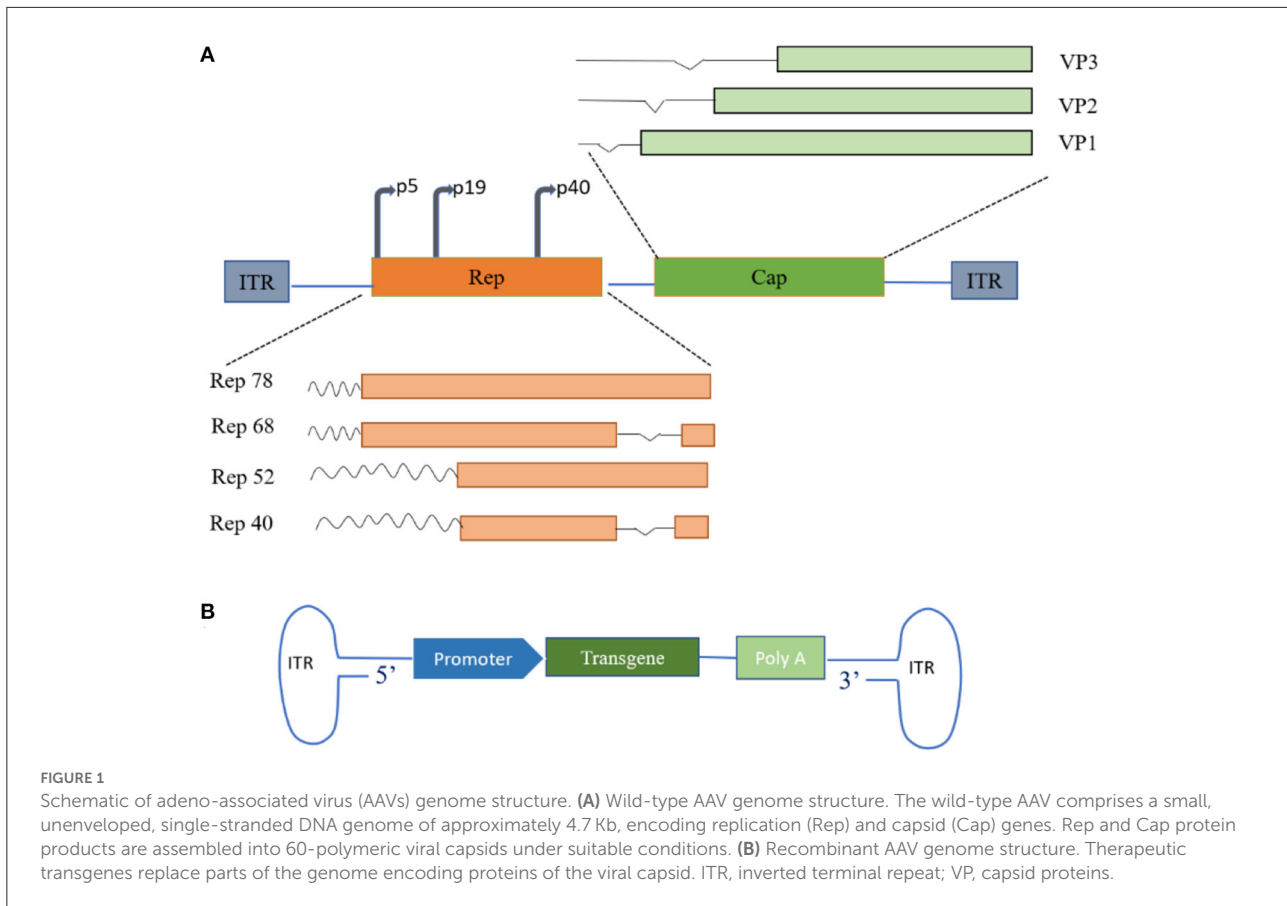 A
VP3
VP2
VP1
p5
p19
p40
ITR
Rep
Cap
ITR
Rep 78
Rep 68
Rep 52
Rep 40
B
ITR
5’
Promoter
Transgene
Poly A
3’
ITR
FIGURE 1
Schematic of adeno-associated virus (AAVs) genome structure. (A) Wild-type AAV genome structure. The wild-type AAV comprises a small,
unenveloped, single-stranded DNA genome of approximately 4.7 Kb, encoding replication (Rep) and capsid (Cap) genes. Rep and Cap protein
products are assembled into 60-polymeric viral capsids under suitable conditions. (B) Recombinant AAV genome structure. Therapeutic
transgenes replace parts of the genome encoding proteins of the viral capsid. ITR, inverted terminal repeat; VP, capsid proteins.